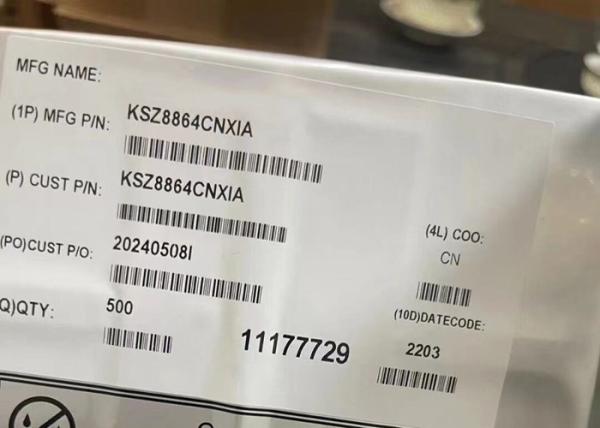 MFG NAME:
(1P) MFG P/N: KSZ8864CNXIA
(P) CUST P/N: KSZ8864CNXIA
(4L) COO:
CN
(PO)CUST P/O: 20240508I
(10D)DATECODE:
2203
Q)QTY: 500
11177729